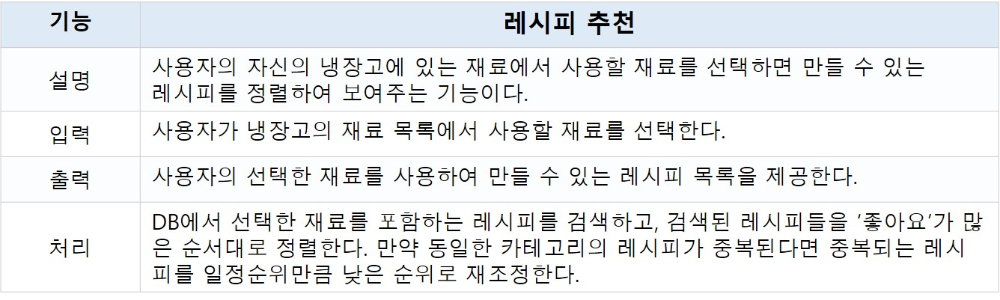 기능
레시피 추천
설명
사용자의 자신의 냉장고에 있는 재료에서 사용할 재료를 선택하면 만들 수 있는
레시피를 정렬하여 보여주는 기능이다.
입력
사용자가 냉장고의 재료 목록에서 사용할 재료를 선택한다.
출력
사용자의 선택한 재료를 사용하여 만들 수 있는 레시피 목록을 제공한다.
처리
DB에서 선택한 재료를 포함하는 레시피를 검색하고, 검색된 레시피들을 ‘좋아요’가 많
은 순서대로 정렬한다. 만약 동일한 카테고리의 레시피가 중복된다면 중복되는 레시
피를 일정순위만큼 낮은 순위로 재조정한다.